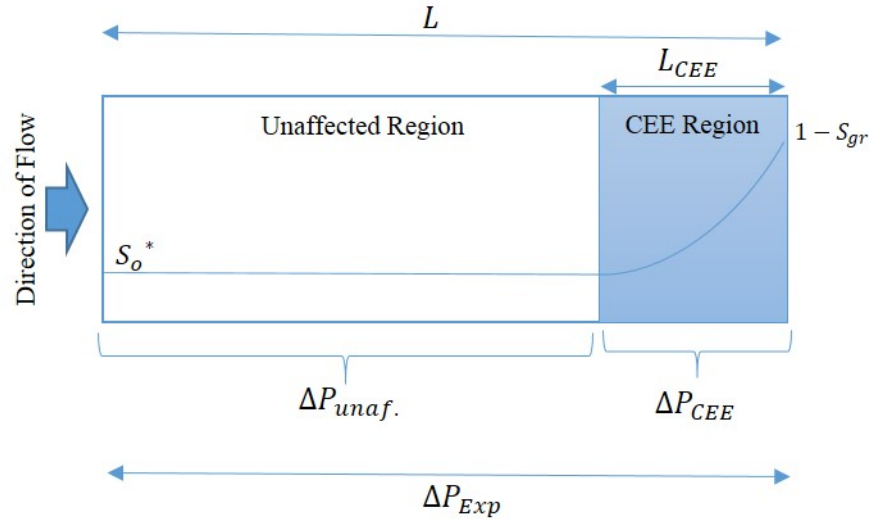 L
L_CEE
Unaffected Region
CEE Region
1 − S_gr
Direction of Flow
S_o*
ΔP_unaf.
ΔP_CEE
ΔP_Exp